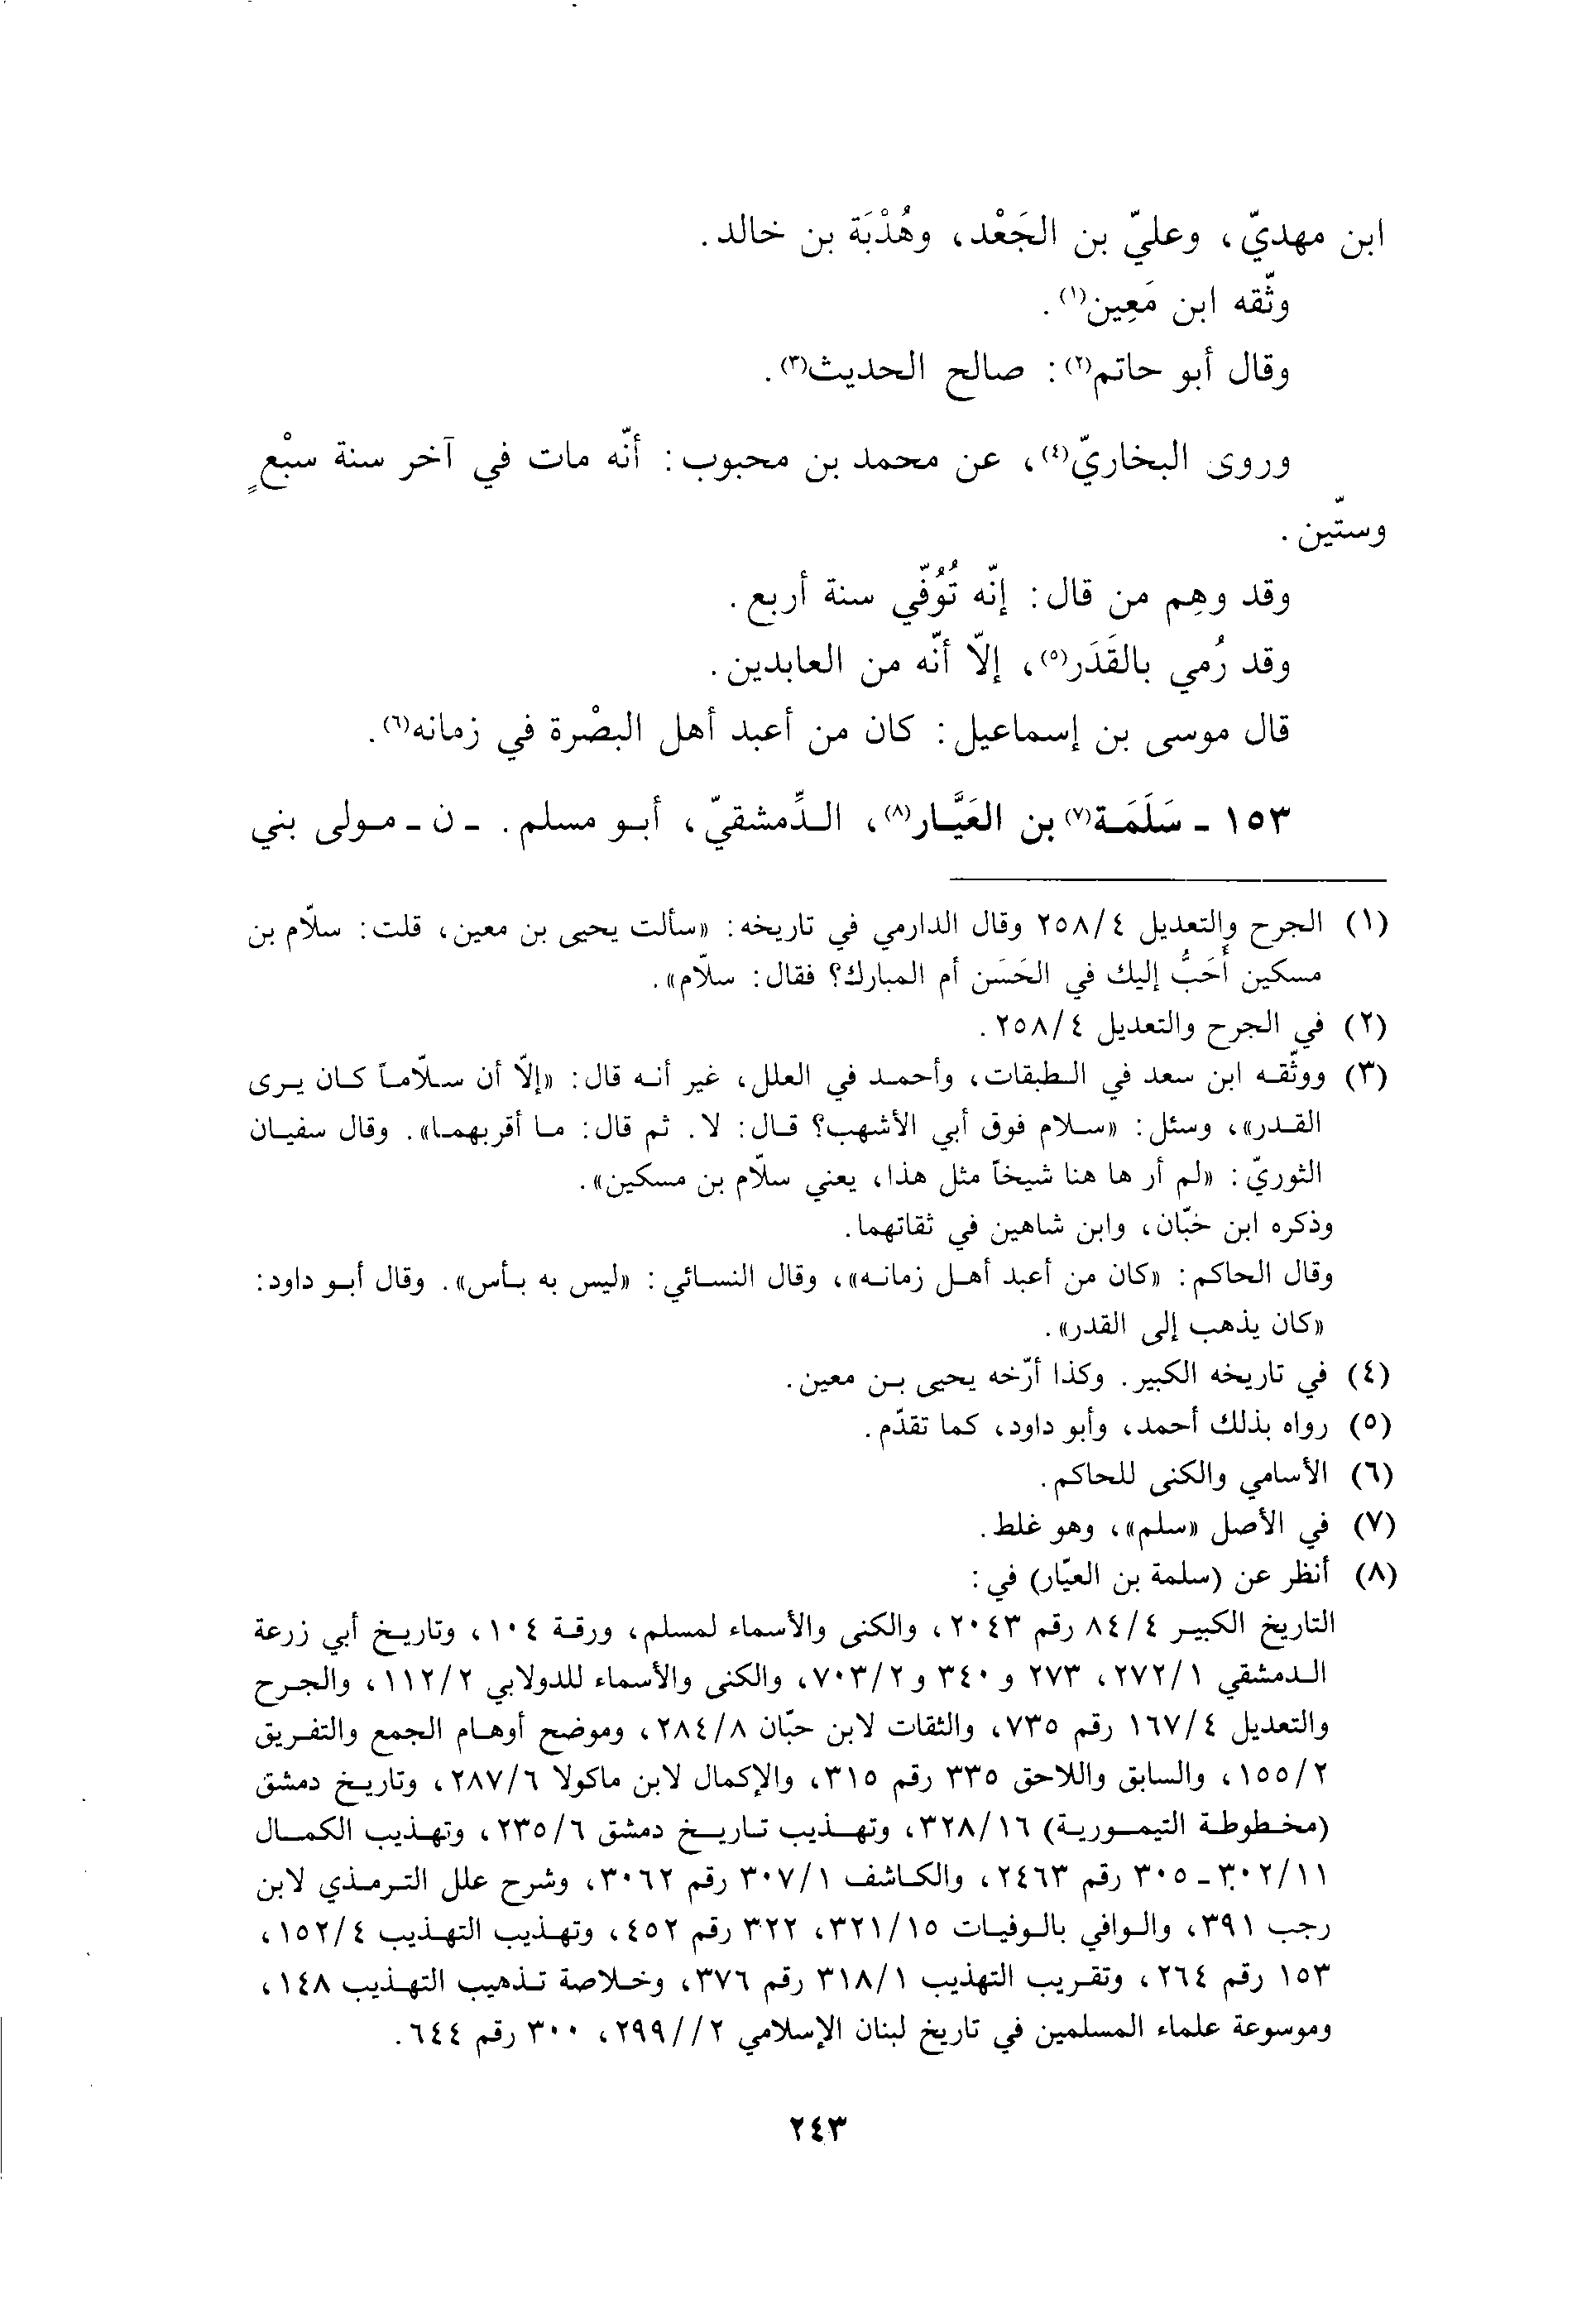 ابن مهديّ، وعليّ بن الجَعْد، وهُدْبَة بن خالد.
وثّقه ابن مَعِين(١).
وقال أبو حاتم(٢): صالح الحديث(٣).
وروى البخاريّ(٤)، عن محمد بن محبوب: أنّه مات في آخر سنة سبْعٍ
وستّين.
وقد وهِم من قال: إنّه تُوُفّي سنة أربع.
وقد رُمي بالقَدَر(٥)، إلاّ أنّه من العابدين.
قال موسى بن إسماعيل: كان من أعبد أهل البصْرة في زمانه(٦).
١٥٣ ـ سَلَمَة(٧) بن العَيَّار(٨)، الدِّمشقيّ، أبو مسلم. ـ ن ـ مولى بني
(١) الجرح والتعديل ٢٥٨/٤ وقال الدارمي في تاريخه: «سألت يحيى بن معين، قلت: سلاّم بن
مسكين أَحَبُّ إليك في الحَسَن أم المبارك؟ فقال: سلاّم».
(٢) في الجرح والتعديل ٢٥٨/٤.
(٣) ووثّقه ابن سعد في الطبقات، وأحمد في العلل، غير أنه قال: «إلاّ أن سلاّماً كان يرى
القدر»، وسئل: «سلام فوق أبي الأشهب؟ قال: لا. ثم قال: ما أقربهما». وقال سفيان
الثوريّ: «لم أر ها هنا شيخاً مثل هذا، يعني سلاّم بن مسكين».
وذكره ابن خبّان، وابن شاهين في ثقاتهما.
وقال الحاكم: «كان من أعبد أهل زمانه»، وقال النسائي: «ليس به بأس». وقال أبو داود:
«كان يذهب إلى القدر».
(٤) في تاريخه الكبير. وكذا أرّخه يحيى بن معين.
(٥) رواه بذلك أحمد، وأبو داود، كما تقدّم.
(٦) الأسامي والكنى للحاكم.
(٧) في الأصل «سلم»، وهو غلط.
(٨) أنظر عن (سلمة بن العيّار) في:
التاريخ الكبير ٨٤/٤ رقم ٢٠٤٣، والكنى والأسماء لمسلم، ورقة ١٠٤، وتاريخ أبي زرعة
الدمشقي ٢٧٢/١، ٢٧٣ و ٣٤٠ و ٧٠٣/٢، والكنى والأسماء للدولابي ١١٢/٢، والجرح
والتعديل ١٦٧/٤ رقم ٧٣٥، والثقات لابن حبّان ٢٨٤/٨، وموضح أوهام الجمع والتفريق
١٥٥/٢، والسابق واللاحق ٣٣٥ رقم ٣١٥، والإكمال لابن ماكولا ٢٨٧/٦، وتاريخ دمشق
(مخطوطة التيمورية) ٣٢٨/١٦، وتهذيب تاريخ دمشق ٢٣٥/٦، وتهذيب الكمال
٣٠٢/١١ ـ ٣٠٥ رقم ٢٤٦٣، والكاشف ٣٠٧/١ رقم ٣٠٦٢، وشرح علل الترمذي لابن
رجب ٣٩١، والوافي بالوفيات ٣٢١/١٥، ٣٢٢ رقم ٤٥٢، وتهذيب التهذيب ١٥٢/٤،
١٥٣ رقم ٢٦٤، وتقريب التهذيب ٣١٨/١ رقم ٣٧٦، وخلاصة تذهيب التهذيب ١٤٨،
وموسوعة علماء المسلمين في تاريخ لبنان الإسلامي ٢//٢٩٩، ٣٠٠ رقم ٦٤٤.
٢٤٣